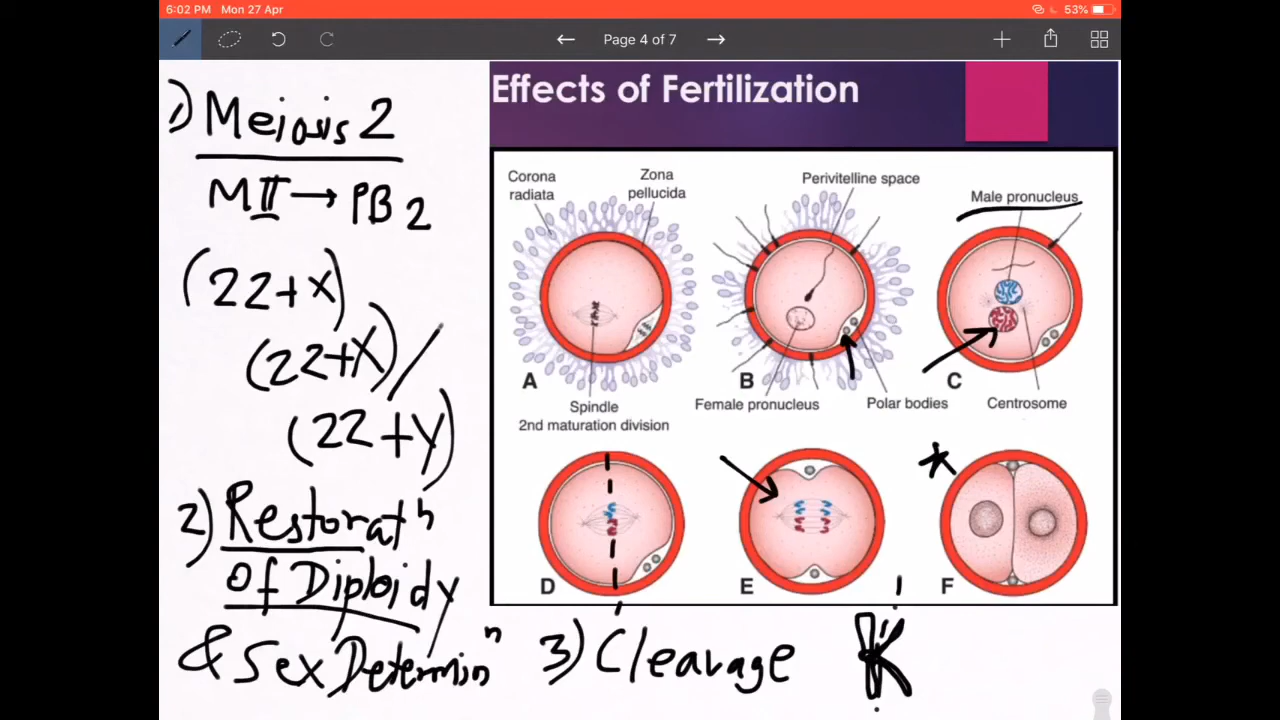 6:02 PM Mon 27 Apr
53%
Page 4 of 7
1) Meiosis 2
MII → PB2
(22+X)
(22+X)/
(22+Y)
2) Restoratⁿ
of Diploidy
& Sex Determinⁿ
3) Cleavage
Effects of Fertilization
Corona
radiata
Zona
pellucida
Perivitelline space
Male pronucleus
A
B
C
Spindle
2nd maturation division
Female pronucleus
Polar bodies
Centrosome
D
E
F